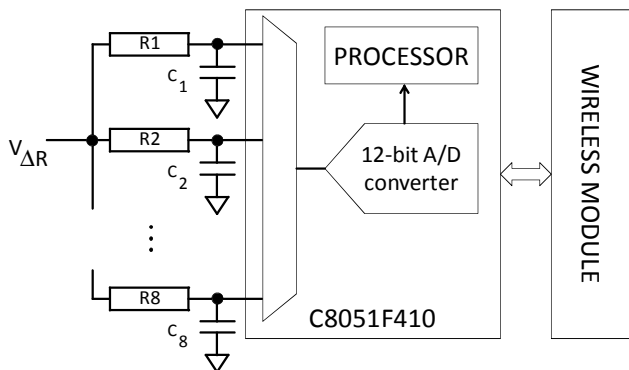 R1
C1
PROCESSOR
VΔR
R2
C2
12-bit A/D
converter
WIRELESS MODULE
⋮
R8
C8
C8051F410